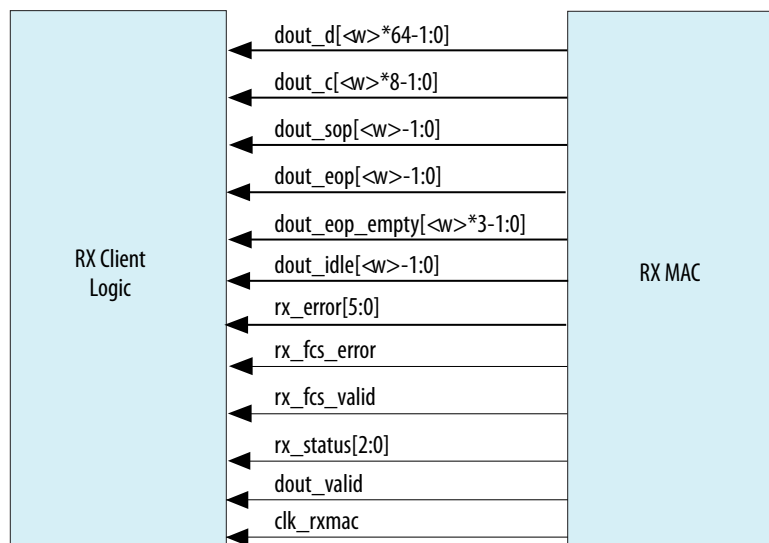 dout_d[<w>*64-1:0]
dout_c[<w>*8-1:0]
dout_sop[<w>-1:0]
dout_eop[<w>-1:0]
dout_eop_empty[<w>*3-1:0]
dout_idle[<w>-1:0]
rx_error[5:0]
rx_fcs_error
rx_fcs_valid
rx_status[2:0]
dout_valid
clk_rxmac
RX Client
Logic
RX MAC